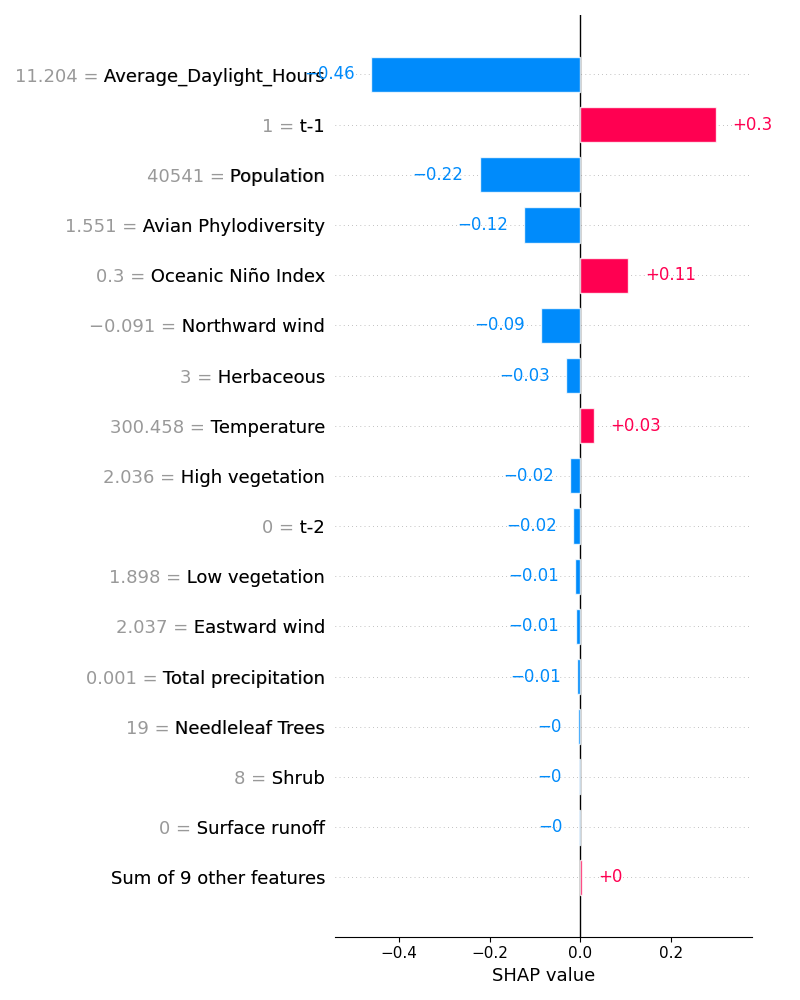 11.204 = Average_Daylight_Hours −0.46
1 = t-1 +0.3
40541 = Population −0.22
1.551 = Avian Phylodiversity −0.12
0.3 = Oceanic Niño Index +0.11
−0.091 = Northward wind −0.09
3 = Herbaceous −0.03
300.458 = Temperature +0.03
2.036 = High vegetation −0.02
0 = t-2 −0.02
1.898 = Low vegetation −0.01
2.037 = Eastward wind −0.01
0.001 = Total precipitation −0.01
19 = Needleleaf Trees −0
8 = Shrub −0
0 = Surface runoff −0
Sum of 9 other features +0
−0.4 −0.2 0.0 0.2
SHAP value